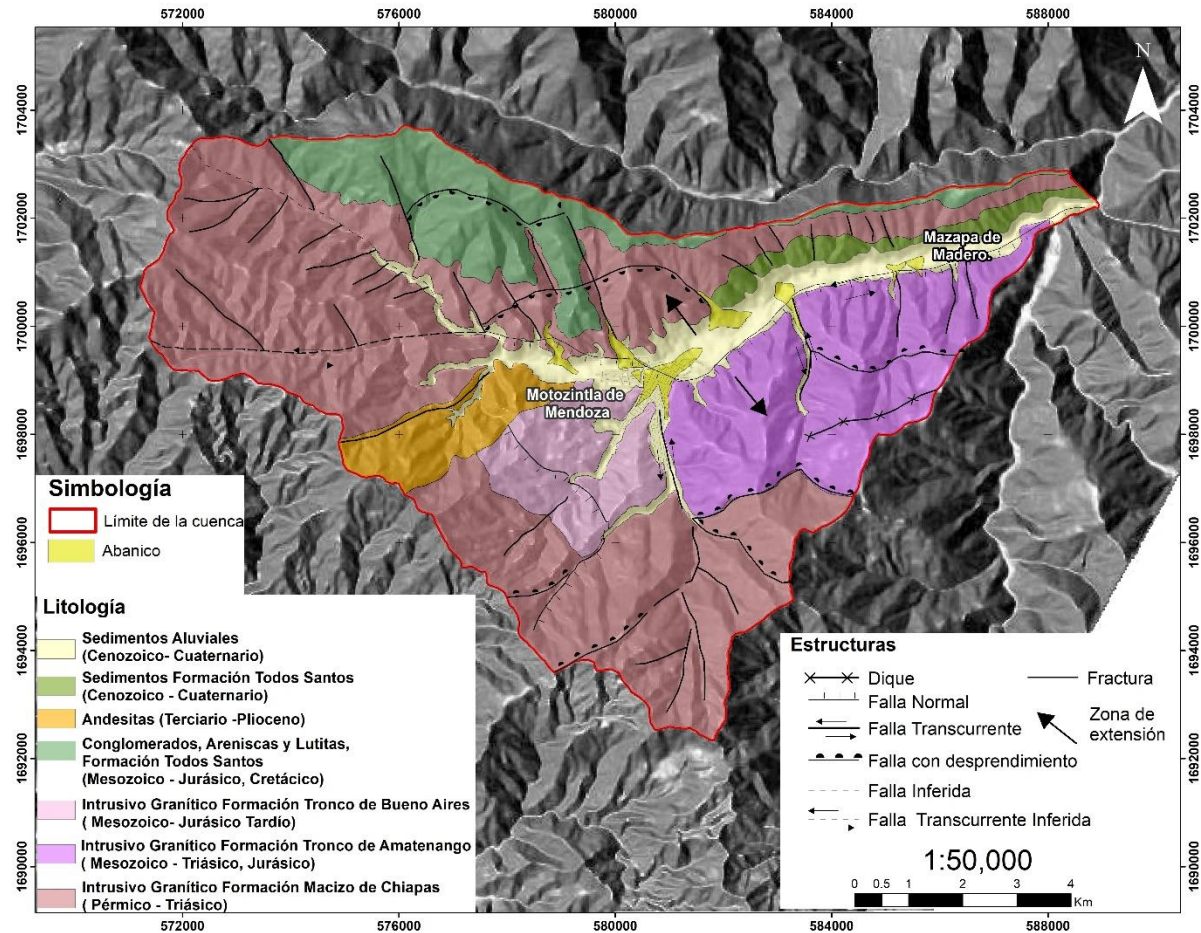 572000 576000 580000 584000 588000
N
1704000 1704000
1702000 1702000
Mazapa de
Madero.
1700000 1700000
Motozintla de
Mendoza
1698000 1698000
Simbología
Límite de la cuenca
Abanico
1696000 1696000
Litología
Sedimentos Aluviales
(Cenozoico- Cuaternario)
Sedimentos Formación Todos Santos
(Cenozoico - Cuaternario)
Andesitas (Terciario -Plioceno)
Conglomerados, Areniscas y Lutitas,
Formación Todos Santos
(Mesozoico - Jurásico, Cretácico)
Intrusivo Granítico Formación Tronco de Bueno Aires
( Mesozoico- Jurásico Tardío)
Intrusivo Granítico Formación Tronco de Amatenango
( Mesozoico - Triásico, Jurásico)
Intrusivo Granítico Formación Macizo de Chiapas
( Pérmico - Triásico)
1694000 1694000
1692000 1692000
1690000 1690000
Estructuras
Dique
Falla Normal
Falla Transcurrente
Falla con desprendimiento
Falla Inferida
Falla Transcurrente Inferida
Fractura
Zona de
extensión
1:50,000
0 0.5 1 2 3 4
Km
572000 576000 580000 584000 588000